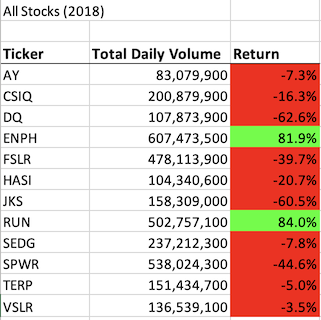 All Stocks (2018)
Ticker Total Daily Volume Return
AY 83,079,900 -7.3%
CSIQ 200,879,900 -16.3%
DQ 107,873,900 -62.6%
ENPH 607,473,500 81.9%
FSLR 478,113,900 -39.7%
HASI 104,340,600 -20.7%
JKS 158,309,000 -60.5%
RUN 502,757,100 84.0%
SEDG 237,212,300 -7.8%
SPWR 538,024,300 -44.6%
TERP 151,434,700 -5.0%
VSLR 136,539,100 -3.5%